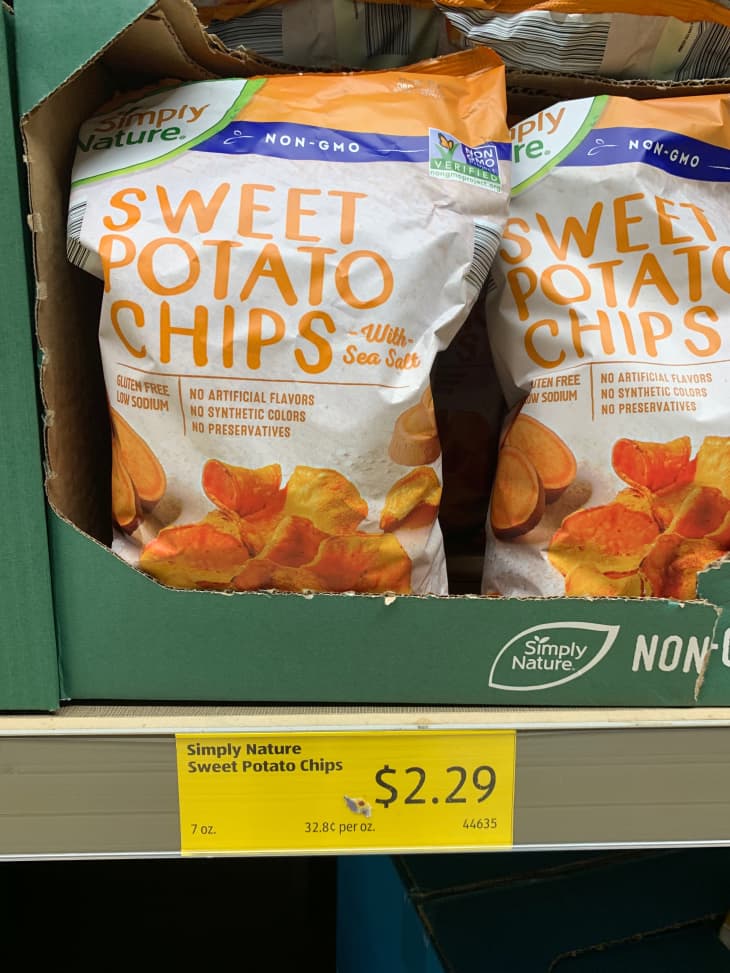 Simply
Nature.
NON-GMO
NON
GMO
VERIFIED
nongmoproject.org
SWEET
POTATO
CHIPS
-With-
Sea Salt
GLUTEN FREE
LOW SODIUM
NO ARTIFICIAL FLAVORS
NO SYNTHETIC COLORS
NO PRESERVATIVES
NON-GMO
SWEET
POTATO
CHIPS
NO ARTIFICIAL FLAVORS
NO SYNTHETIC COLORS
NO PRESERVATIVES
Simply
Nature.
NON-G
Simply Nature
Sweet Potato Chips
$2.29
7 oz.
32.8¢ per oz.
44635